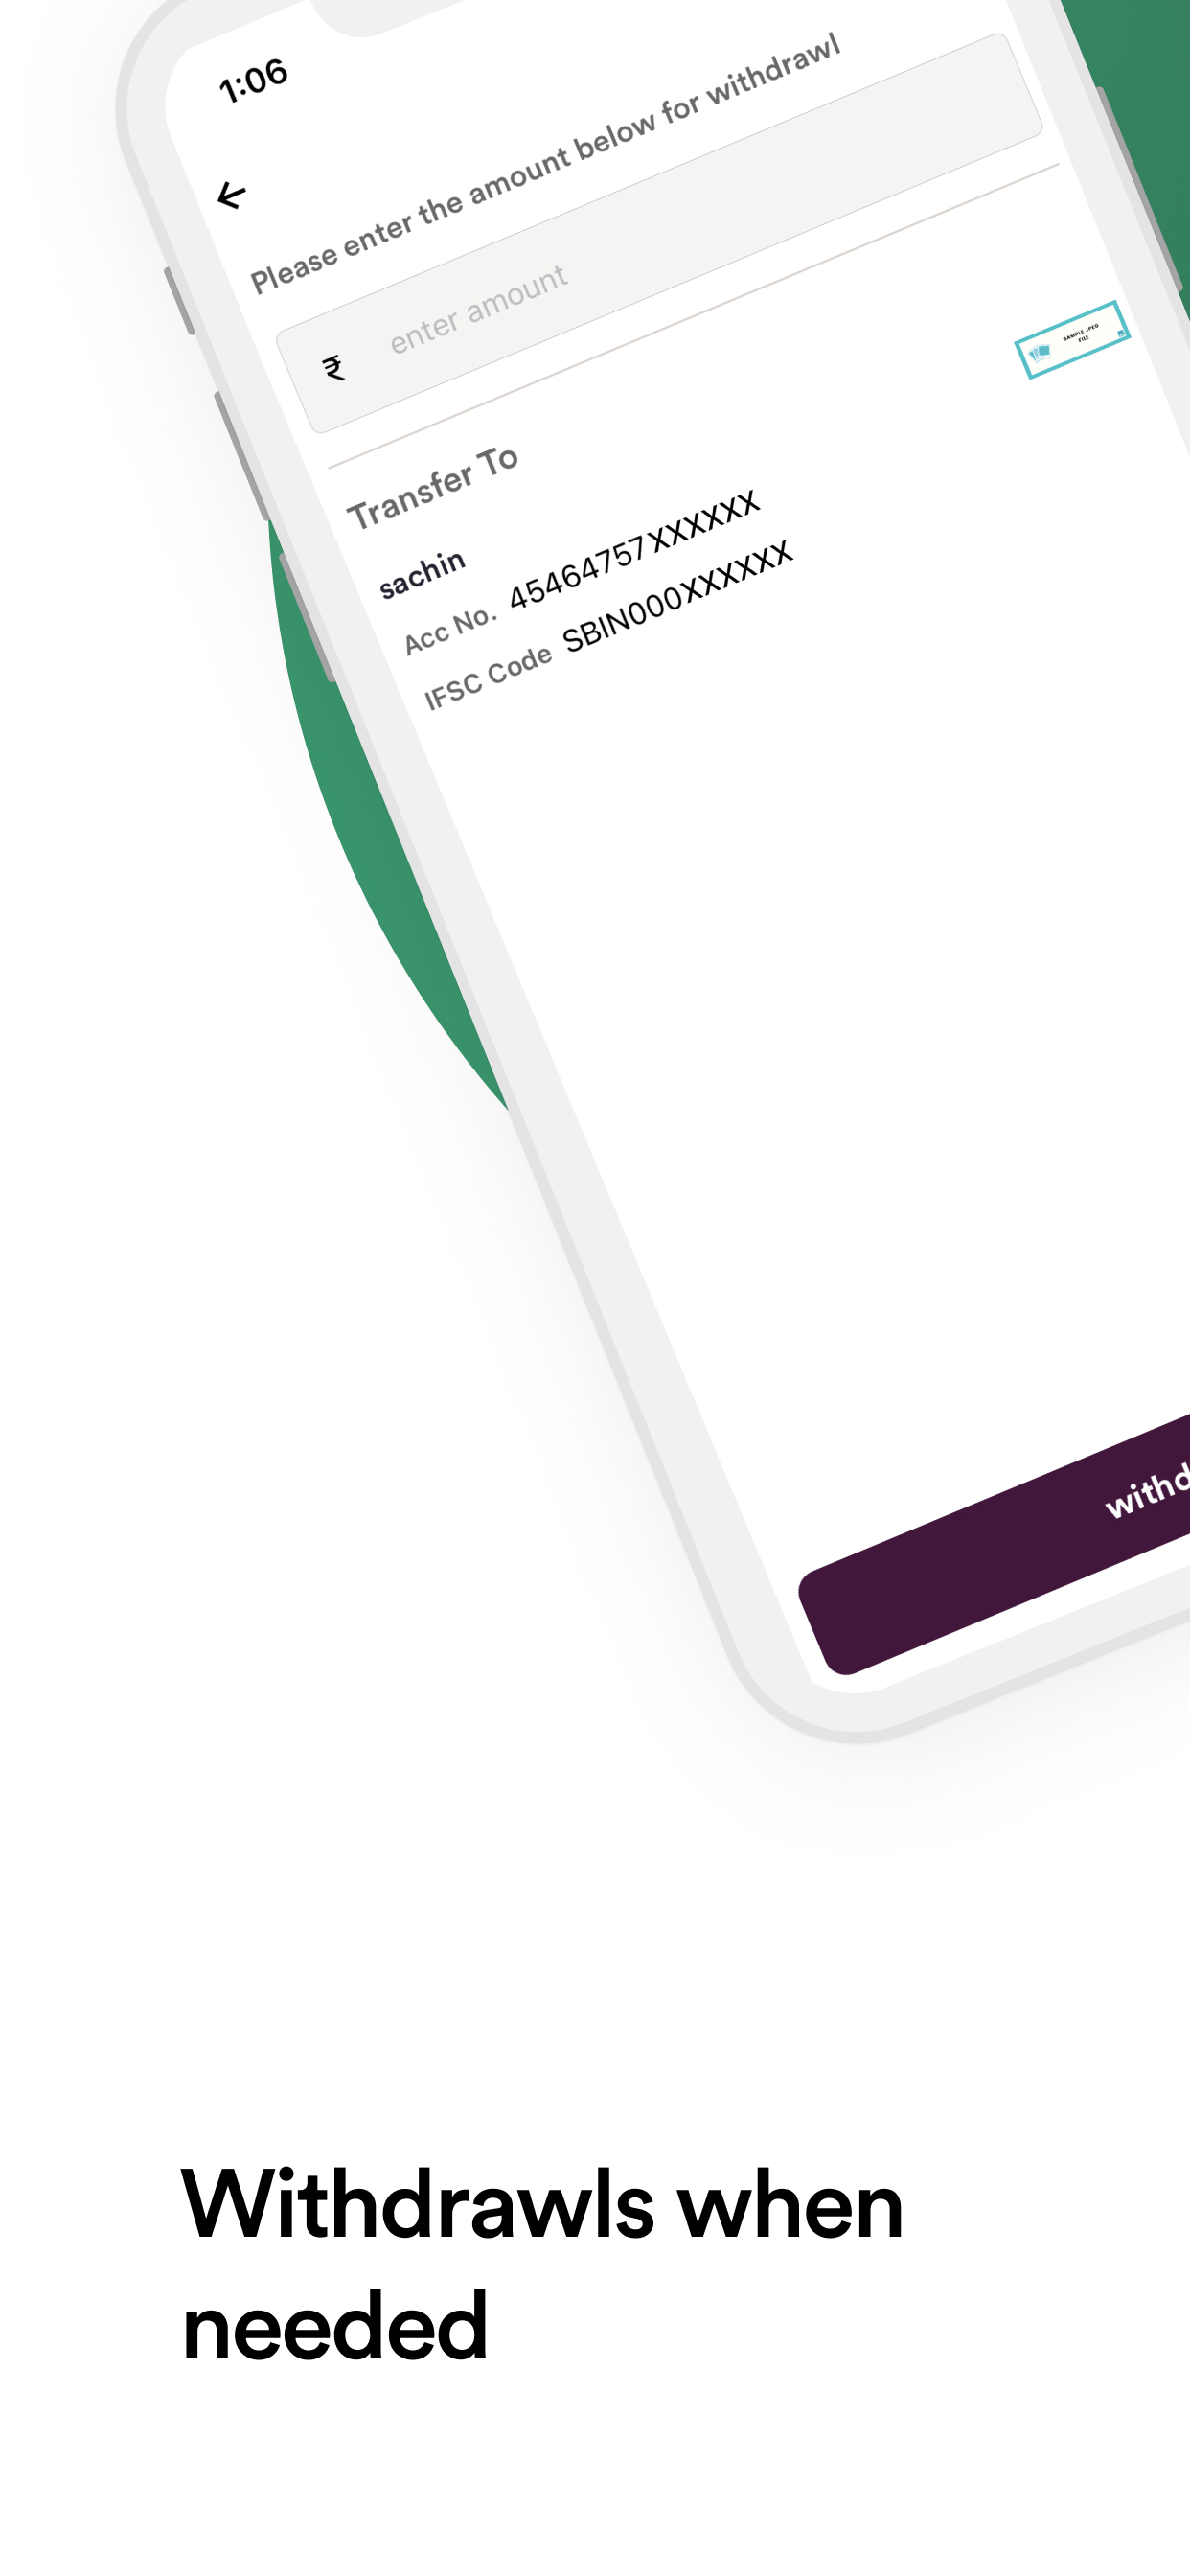 1:06
Please enter the amount below for withdrawl
₹ enter amount
SAMPLE JPEG
FILE
Transfer To
sachin
Acc No. 45464757XXXXXX
IFSC Code SBIN000XXXXXX
withd
Withdrawls when
needed